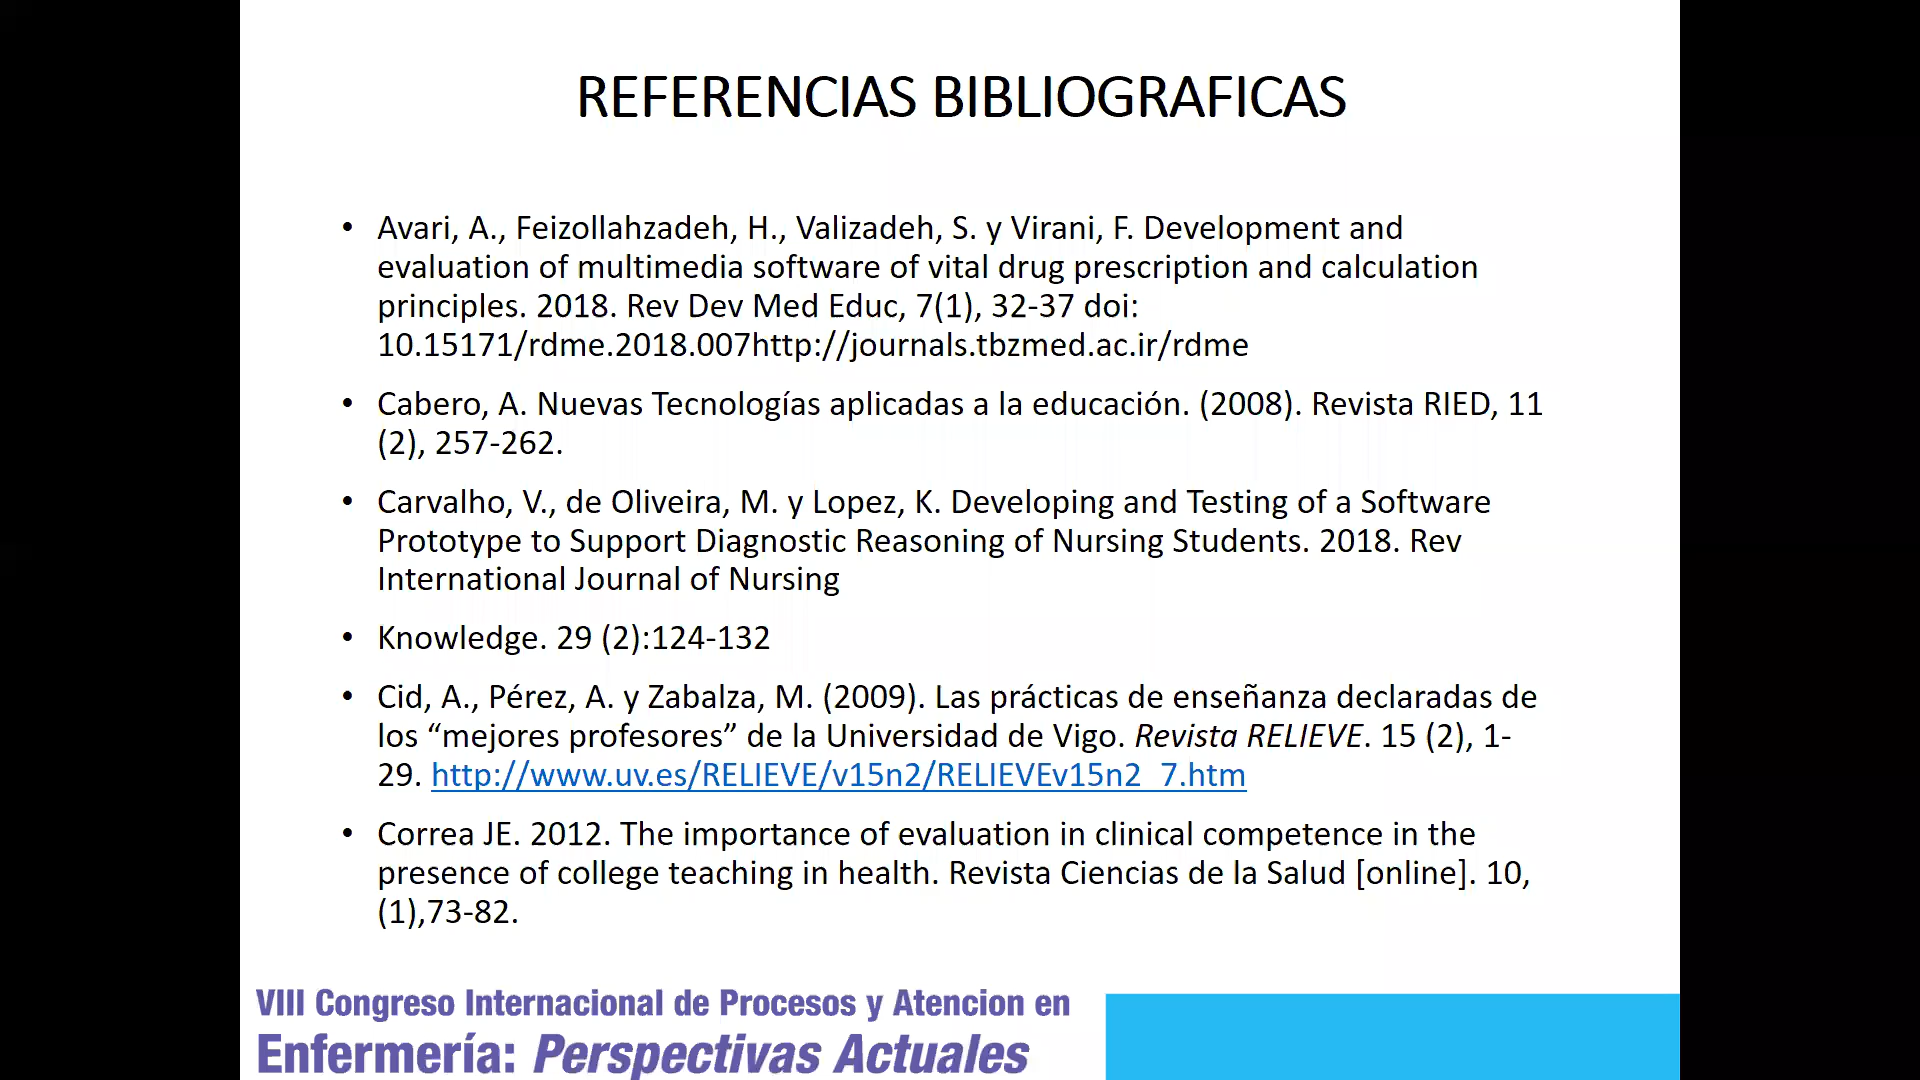 REFERENCIAS BIBLIOGRAFICAS
• Avari, A., Feizollahzadeh, H., Valizadeh, S. y Virani, F. Development and
evaluation of multimedia software of vital drug prescription and calculation
principles. 2018. Rev Dev Med Educ, 7(1), 32-37 doi:
10.15171/rdme.2018.007http://journals.tbzmed.ac.ir/rdme
• Cabero, A. Nuevas Tecnologías aplicadas a la educación. (2008). Revista RIED, 11
(2), 257-262.
• Carvalho, V., de Oliveira, M. y Lopez, K. Developing and Testing of a Software
Prototype to Support Diagnostic Reasoning of Nursing Students. 2018. Rev
International Journal of Nursing
• Knowledge. 29 (2):124-132
• Cid, A., Pérez, A. y Zabalza, M. (2009). Las prácticas de enseñanza declaradas de
los “mejores profesores” de la Universidad de Vigo. Revista RELIEVE. 15 (2), 1-
29. http://www.uv.es/RELIEVE/v15n2/RELIEVEv15n2_7.htm
• Correa JE. 2012. The importance of evaluation in clinical competence in the
presence of college teaching in health. Revista Ciencias de la Salud [online]. 10,
(1),73-82.
VIII Congreso Internacional de Procesos y Atencion en
Enfermería: Perspectivas Actuales